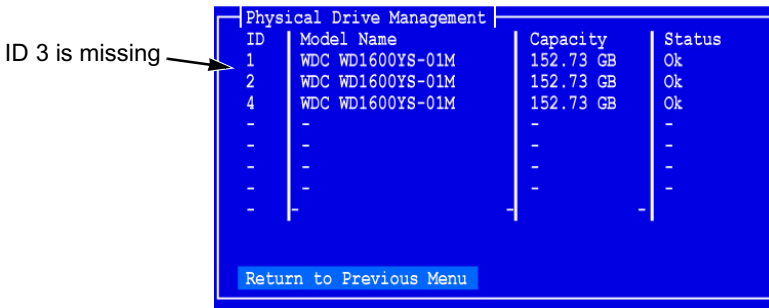 Physical Drive Management
ID Model Name Capacity Status
ID 3 is missing
1 WDC WD1600YS-01M 152.73 GB Ok
2 WDC WD1600YS-01M 152.73 GB Ok
4 WDC WD1600YS-01M 152.73 GB Ok
- - - -
- - - -
- - - -
- - - -
- - - -
Return to Previous Menu